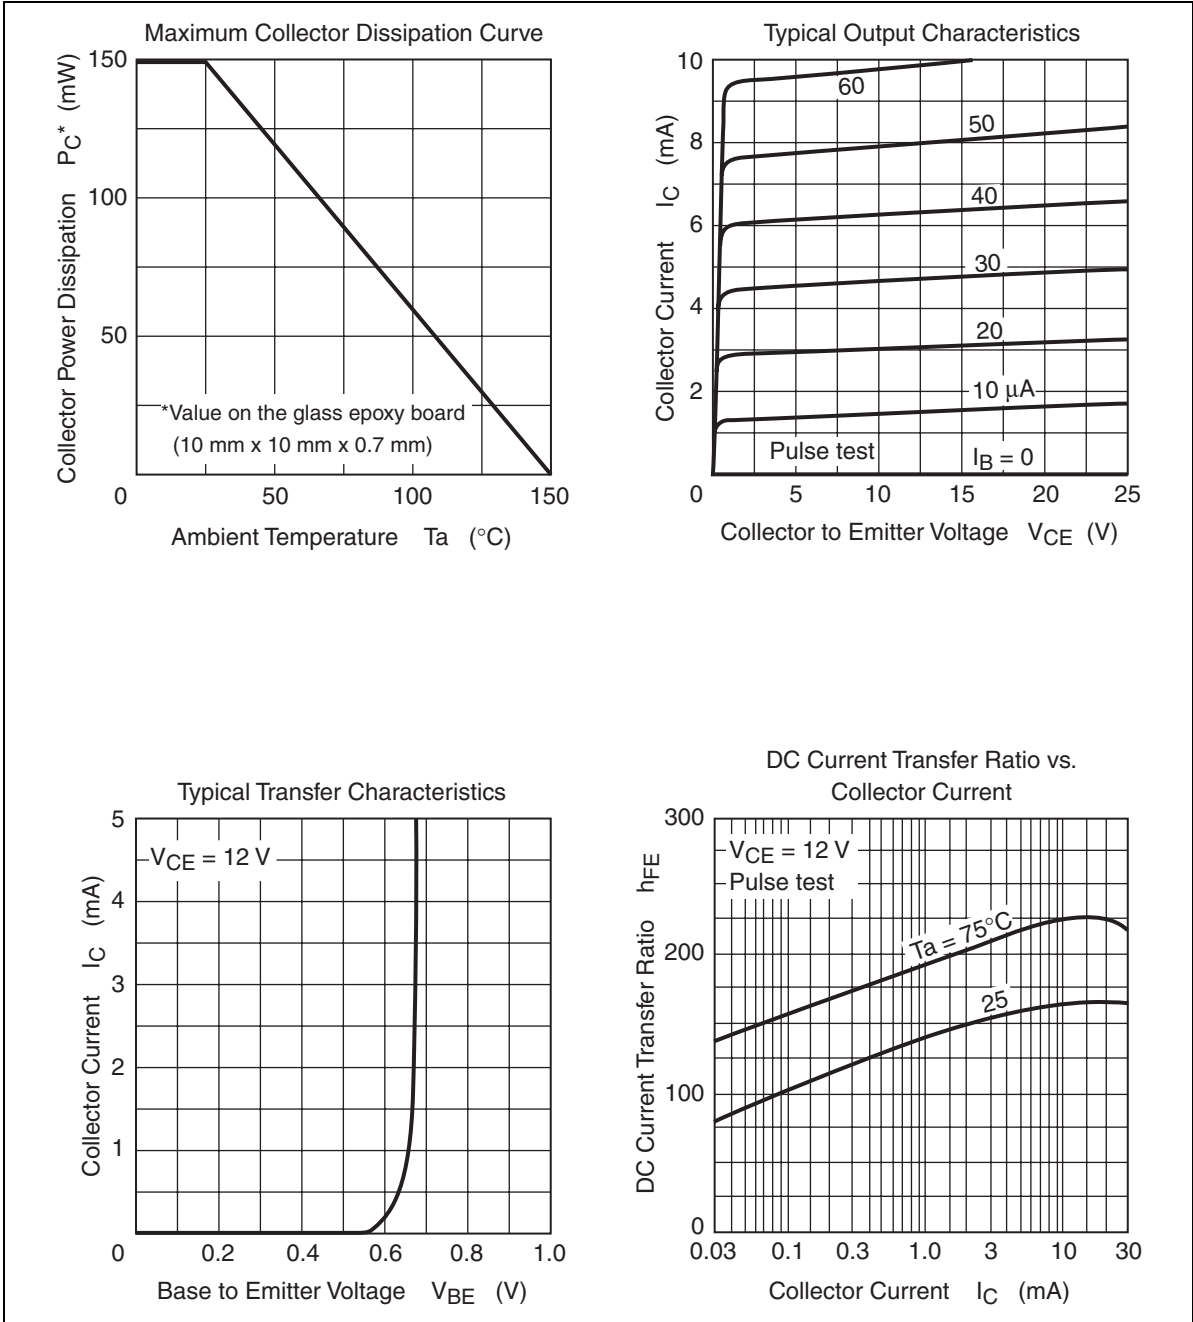 Maximum Collector Dissipation Curve
Collector Power Dissipation PC* (mW)
150
100
50
0
*Value on the glass epoxy board
(10 mm x 10 mm x 0.7 mm)
50 100 150
Ambient Temperature Ta (°C)
Typical Output Characteristics
Collector Current IC (mA)
10
8
6
4
2
0
60
50
40
30
20
10 μA
Pulse test
IB = 0
5 10 15 20 25
Collector to Emitter Voltage VCE (V)
Typical Transfer Characteristics
Collector Current IC (mA)
5
4
3
2
1
0
VCE = 12 V
0.2 0.4 0.6 0.8 1.0
Base to Emitter Voltage VBE (V)
DC Current Transfer Ratio vs.
Collector Current
DC Current Transfer Ratio hFE
300
200
100
0
VCE = 12 V
Pulse test
Ta = 75°C
25
0.03 0.1 0.3 1.0 3 10 30
Collector Current IC (mA)